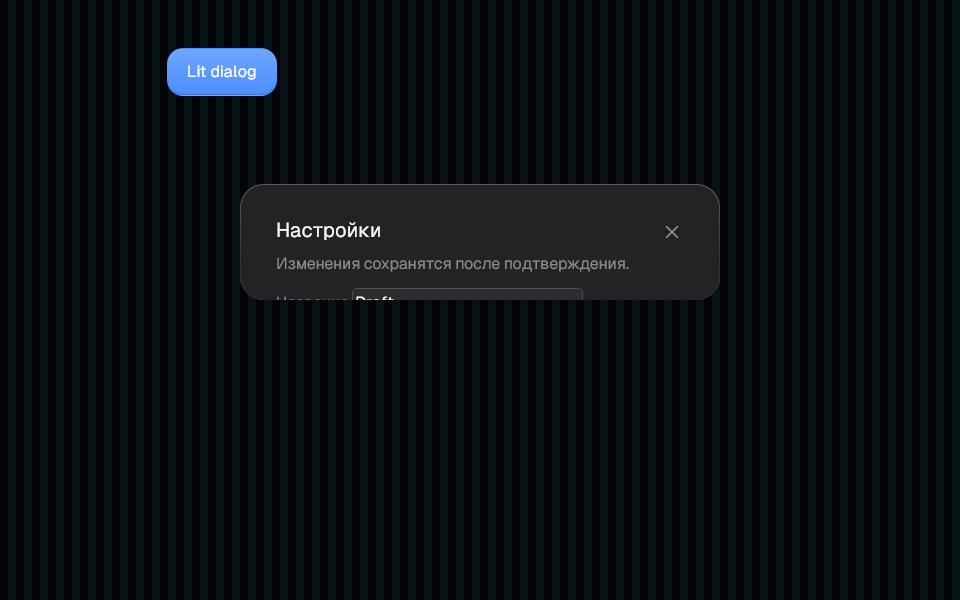 Lit dialog
Настройки
Изменения сохранятся после подтверждения.